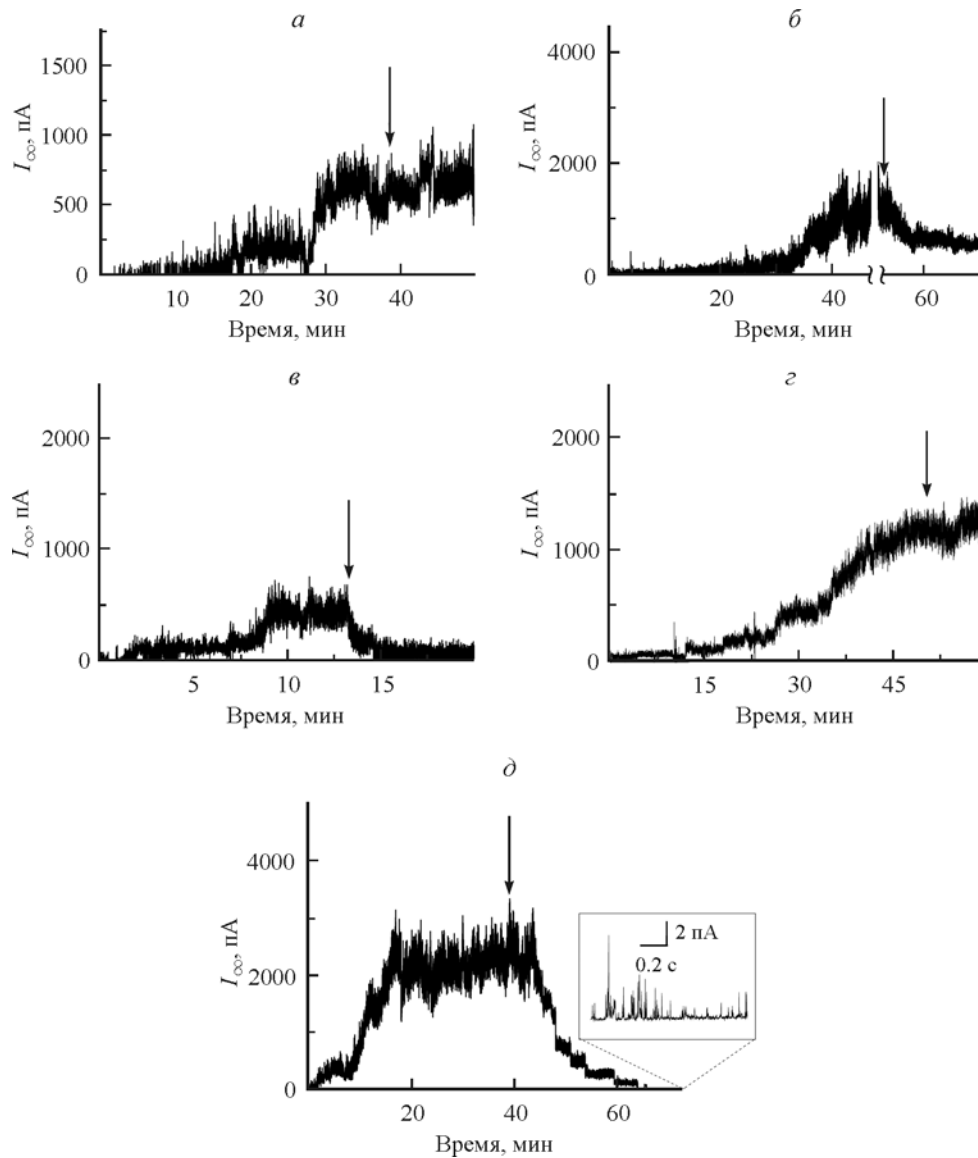 а
1500
1000
500
0
I∞, пА
10 20 30 40
Время, мин
б
4000
2000
0
I∞, пА
20 40 60
Время, мин
в
2000
1000
0
I∞, пА
5 10 15
Время, мин
г
2000
1000
0
I∞, пА
15 30 45
Время, мин
д
4000
2000
0
I∞, пА
20 40 60
Время, мин
2 пА
0.2 с